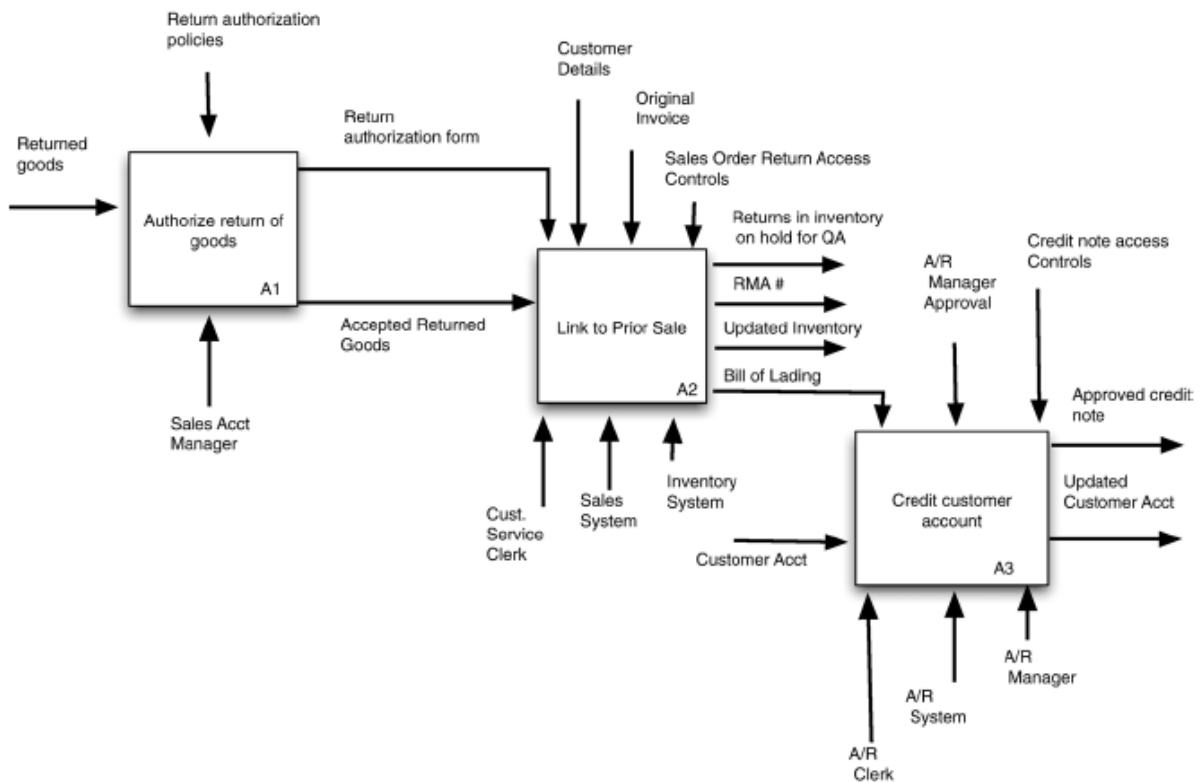 Return authorization
policies
Customer
Details
Original
Invoice
Return
authorization form
Returned
goods
Sales Order Return Access
Controls
Authorize return of
goods
A1
Returns in inventory
on hold for QA
Credit note access
Controls
A/R
Manager
Approval
RMA #
Accepted Returned
Goods
Link to Prior Sale
A2
Updated Inventory
Bill of Lading
Approved credit
note
Sales Acct
Manager
Cust.
Service
Clerk
Sales
System
Inventory
System
Customer Acct
Credit customer
account
A3
Updated
Customer Acct
A/R
Clerk
A/R
System
A/R
Manager